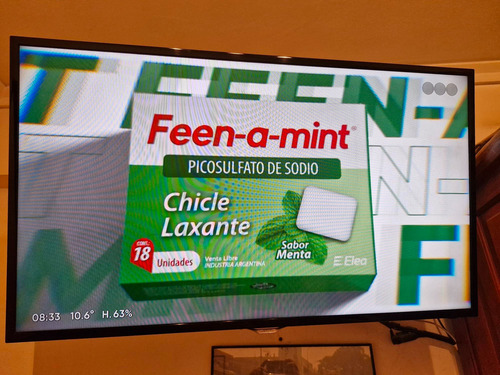 T FEEN-A
Feen-a-mint®
PICOSULFATO DE SODIO
Chicle
Laxante
CONT.
18
Unidades
Venta Libre
INDUSTRIA ARGENTINA
Sabor
Menta
Elea
08:33 10.6° H.63%